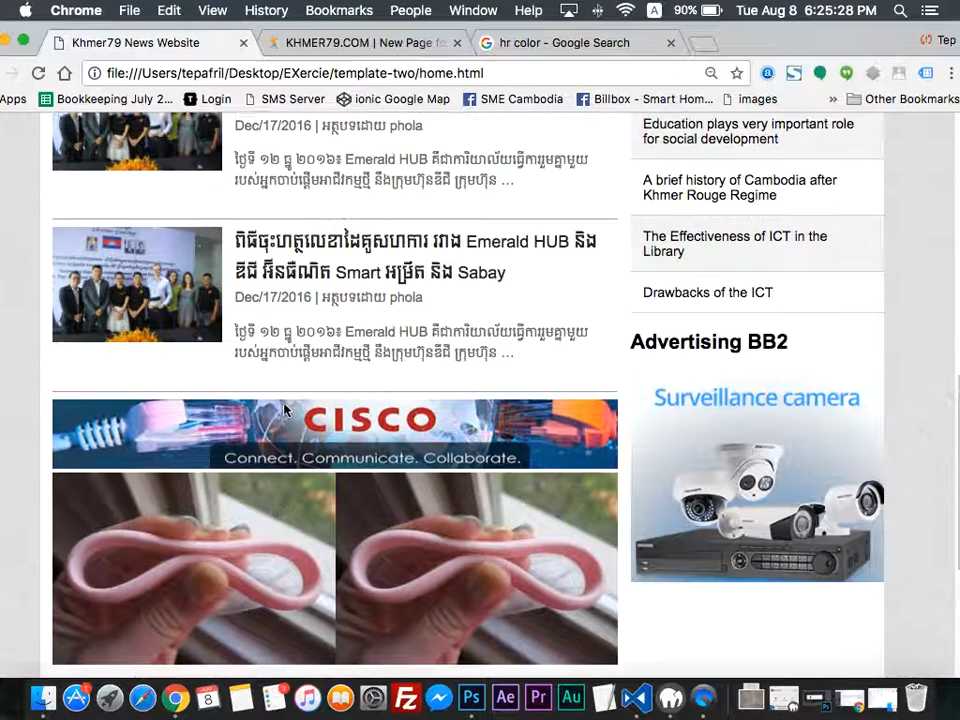 Chrome File Edit View History Bookmarks People Window Help 90% Tue Aug 8 6:25:28 PM
Khmer79 News Website KHMER79.COM | New Page fo hr color - Google Search Tep
file:///Users/tepafril/Desktop/EXercie/template-two/home.html
Apps Bookkeeping July 2... Login SMS Server ionic Google Map SME Cambodia Billbox - Smart Hom... images » Other Bookmarks
Dec/17/2016 | អត្ថបទដោយ phola
ថ្ងៃទី ១២ ធ្នូ ២០១៦៖ Emerald HUB គឺជាការិយាល័យធ្វើការរួមគ្នាមួយ
របស់អ្នកចាប់ផ្តើមអាជីវកម្មថ្មី នឹងក្រុមហ៊ុនឌីជី ក្រុមហ៊ុន ...
ពិធីចុះហត្ថលេខាដៃគូសហការ រវាង Emerald HUB និង
ឌីជី អ៊ីនធឺណិត Smart អម្រឹត និង Sabay
Dec/17/2016 | អត្ថបទដោយ phola
ថ្ងៃទី ១២ ធ្នូ ២០១៦៖ Emerald HUB គឺជាការិយាល័យធ្វើការរួមគ្នាមួយ
របស់អ្នកចាប់ផ្តើមអាជីវកម្មថ្មី នឹងក្រុមហ៊ុនឌីជី ក្រុមហ៊ុន ...
CISCO
Connect. Communicate. Collaborate.
Education plays very important role
for social development
A brief history of Cambodia after
Khmer Rouge Regime
The Effectiveness of ICT in the
Library
Drawbacks of the ICT
Advertising BB2
Surveillance camera